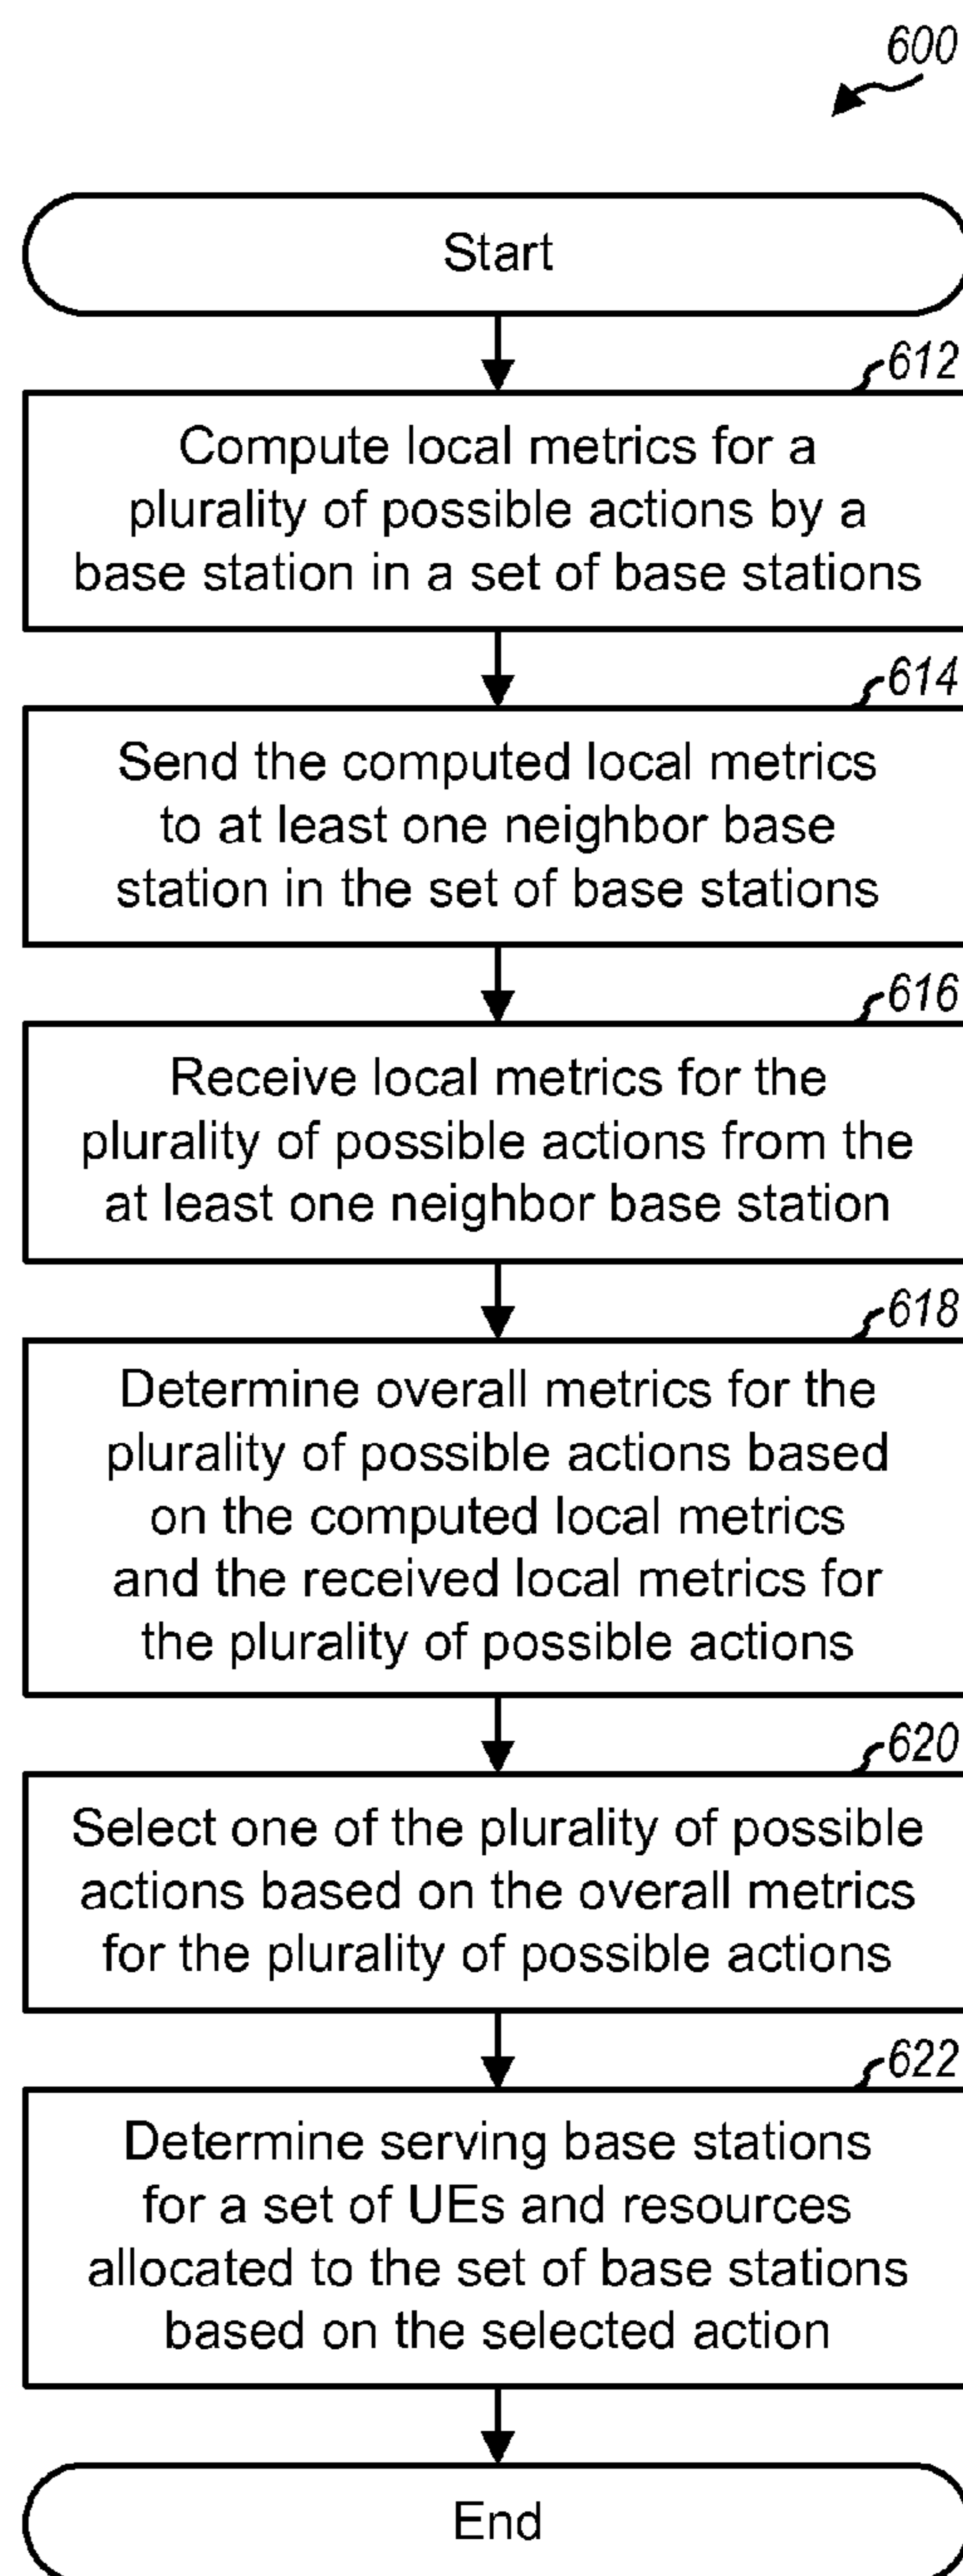 600
Start
612
Compute local metrics for a
plurality of possible actions by a
base station in a set of base stations
614
Send the computed local metrics
to at least one neighbor base
station in the set of base stations
616
Receive local metrics for the
plurality of possible actions from the
at least one neighbor base station
618
Determine overall metrics for the
plurality of possible actions based
on the computed local metrics
and the received local metrics for
the plurality of possible actions
620
Select one of the plurality of possible
actions based on the overall metrics
for the plurality of possible actions
622
Determine serving base stations
for a set of UEs and resources
allocated to the set of base stations
based on the selected action
End